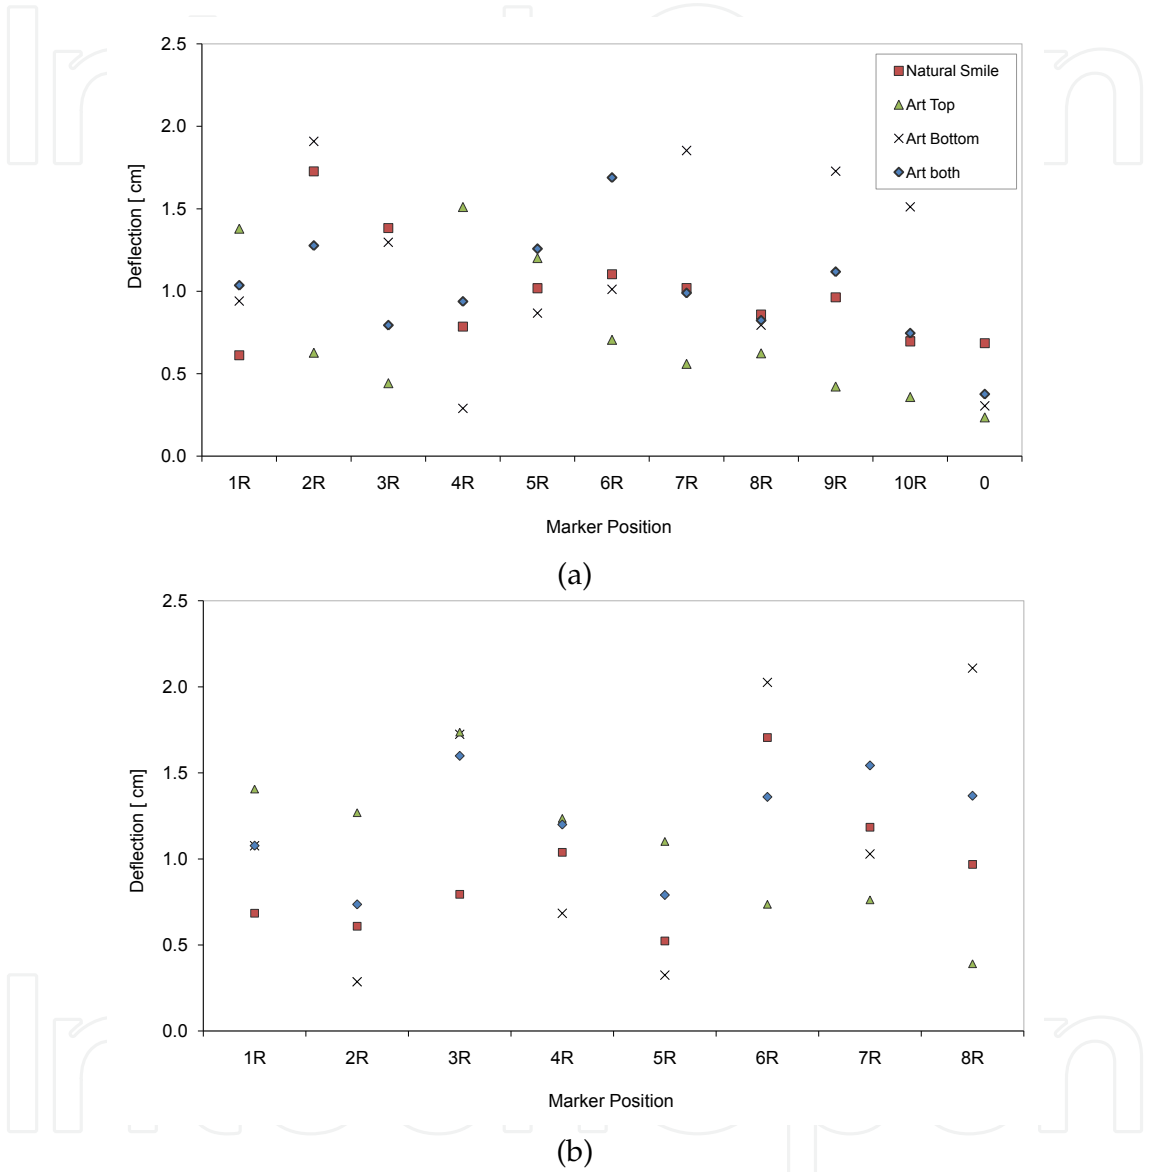 2.5
2.0
1.5
1.0
0.5
0.0
Deflection [ cm]
Natural Smile
Art Top
Art Bottom
Art both
1R 2R 3R 4R 5R 6R 7R 8R 9R 10R 0
Marker Position
(a)
2.5
2.0
1.5
1.0
0.5
0.0
Deflection [ cm]
1R 2R 3R 4R 5R 6R 7R 8R
Marker Position
(b)